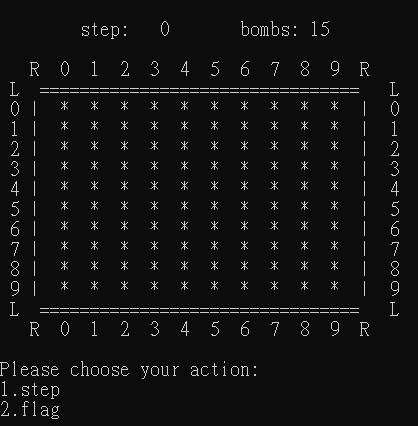 step:   0       bombs: 15
R  0  1  2  3  4  5  6  7  8  9  R
L  ================================  L
0 |  *  *  *  *  *  *  *  *  *  *  | 0
1 |  *  *  *  *  *  *  *  *  *  *  | 1
2 |  *  *  *  *  *  *  *  *  *  *  | 2
3 |  *  *  *  *  *  *  *  *  *  *  | 3
4 |  *  *  *  *  *  *  *  *  *  *  | 4
5 |  *  *  *  *  *  *  *  *  *  *  | 5
6 |  *  *  *  *  *  *  *  *  *  *  | 6
7 |  *  *  *  *  *  *  *  *  *  *  | 7
8 |  *  *  *  *  *  *  *  *  *  *  | 8
9 |  *  *  *  *  *  *  *  *  *  *  | 9
L  ================================  L
R  0  1  2  3  4  5  6  7  8  9  R
Please choose your action:
1.step
2.flag